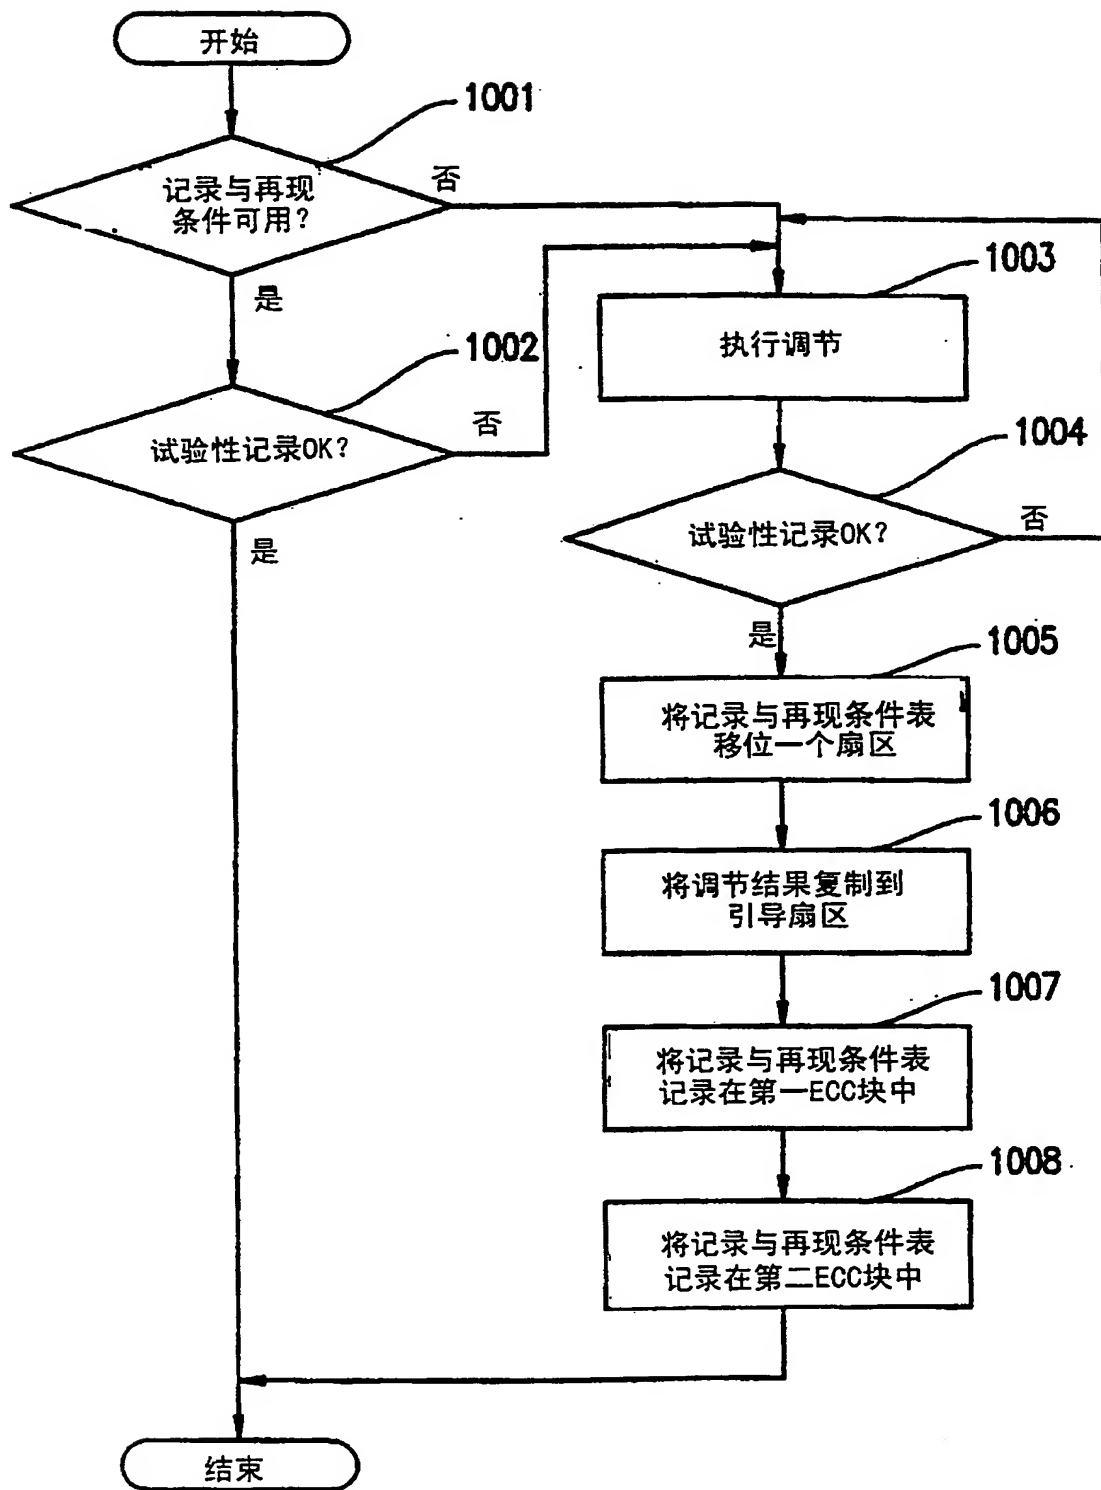 开始
1001
记录与再现
条件可用?
否
是
1003
执行调节
1002
试验性记录OK?
否
是
1004
试验性记录OK?
否
是
1005
将记录与再现条件表
移位一个扇区
1006
将调节结果复制到
引导扇区
1007
将记录与再现条件表
记录在第一ECC块中
1008
将记录与再现条件表
记录在第二ECC块中
结束